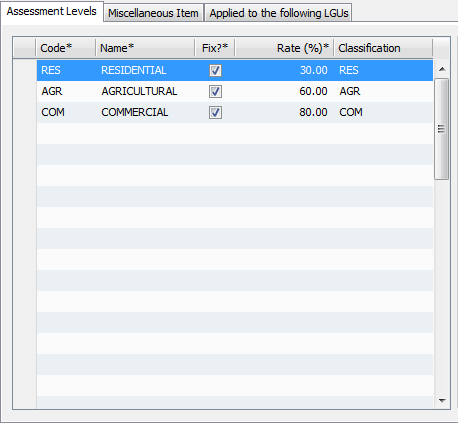 Assessment Levels Miscellaneous Item Applied to the following LGUs
Code* Name* Fix?* Rate (%)* Classification
RES RESIDENTIAL 30.00 RES
AGR AGRICULTURAL 60.00 AGR
COM COMMERCIAL 80.00 COM